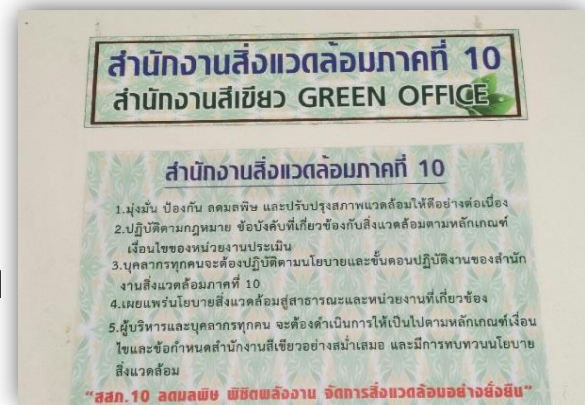 สำนักงานสิ่งแวดล้อมภาคที่ 10
สำนักงานสีเขียว GREEN OFFICE
สำนักงานสิ่งแวดล้อมภาคที่ 10
1.มุ่งมั่น ป้องกัน ลดมลพิษ และปรับปรุงสภาพแวดล้อมให้ดีอย่างต่อเนื่อง
2.ปฏิบัติตามกฎหมาย ข้อบังคับที่เกี่ยวข้องกับสิ่งแวดล้อมตามหลักเกณฑ์
เงื่อนไขของหน่วยงานประเมิน
3.บุคลากรทุกคนจะต้องปฏิบัติตามนโยบายและขั้นตอนปฏิบัติงานของสำนัก
งานสิ่งแวดล้อมภาคที่ 10
4.เผยแพร่นโยบายสิ่งแวดล้อมสู่สาธารณะและหน่วยงานที่เกี่ยวข้อง
5.ผู้บริหารและบุคลากรทุกคน จะต้องดำเนินการให้เป็นไปตามหลักเกณฑ์เงื่อน
ไขและข้อกำหนดสำนักงานสีเขียวอย่างสม่ำเสมอ และมีการทบทวนนโยบาย
สิ่งแวดล้อม
"สสภ.10 ลดมลพิษ พิชิตพลังงาน จัดการสิ่งแวดล้อมอย่างยั่งยืน"